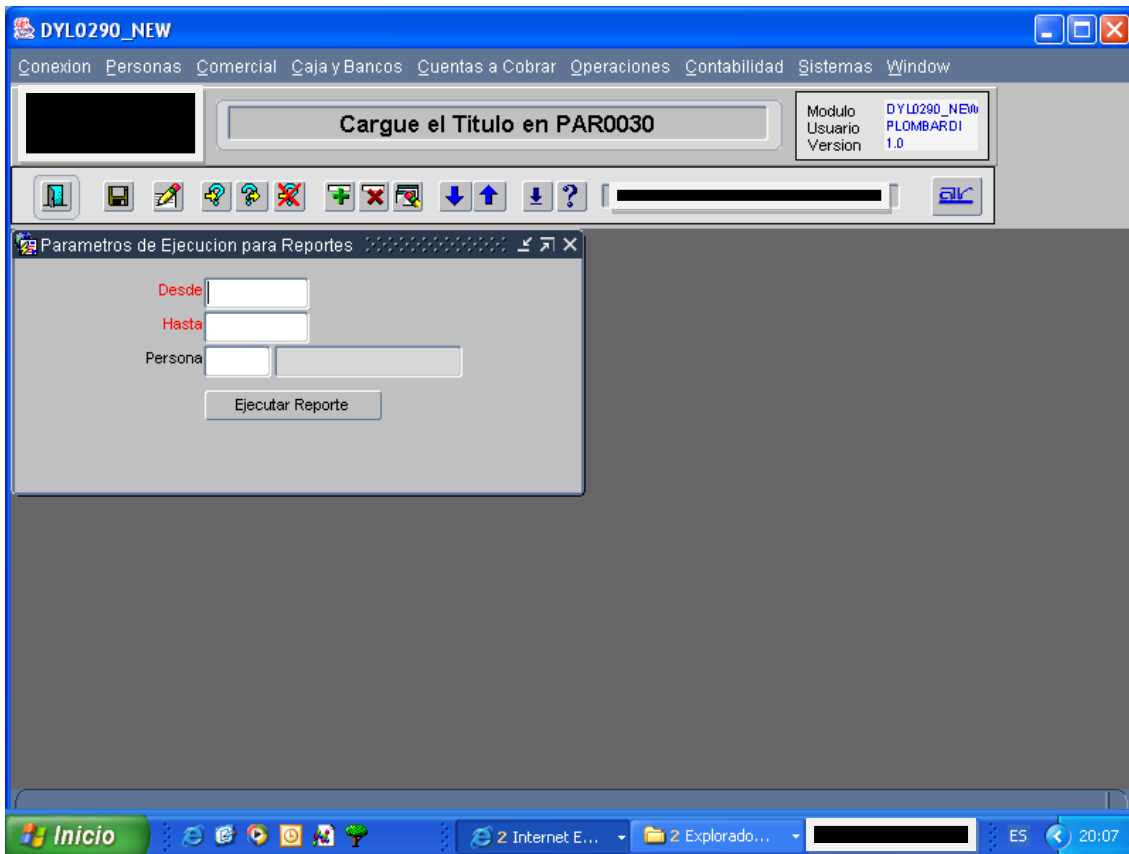 DYL0290_NEW
Conexion Personas Comercial Caja y Bancos Cuentas a Cobrar Operaciones Contabilidad Sistemas Window
Cargue el Titulo en PAR0030
Modulo DYL0290_NEW
Usuario PLOMBARDI
Version 1.0
Parametros de Ejecucion para Reportes
Desde
Hasta
Persona
Ejecutar Reporte
Inicio 2 Internet E... 2 Explorado... ES 20:07